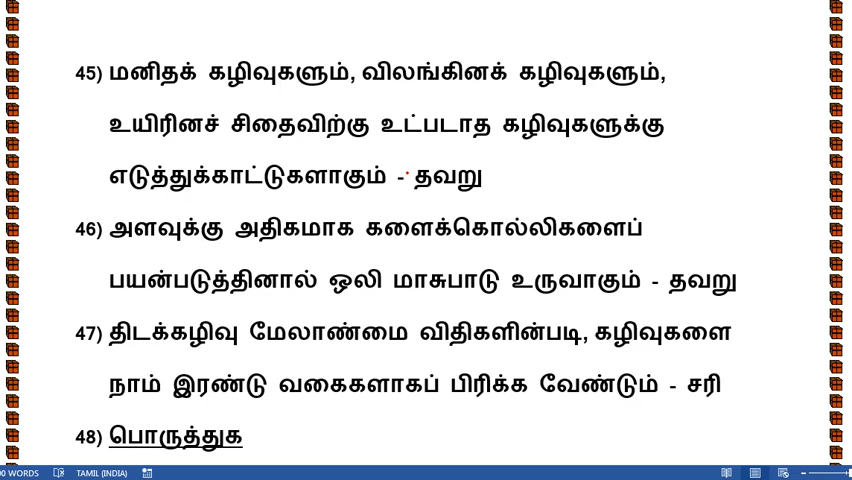 45) மனிதக் கழிவுகளும், விலங்கினக் கழிவுகளும்,
உயிரினச் சிதைவிற்கு உட்படாத கழிவுகளுக்கு
எடுத்துக்காட்டுகளாகும் - தவறு
46) அளவுக்கு அதிகமாக களைக்கொல்லிகளைப்
பயன்படுத்தினால் ஒலி மாசுபாடு உருவாகும் - தவறு
47) திடக்கழிவு மேலாண்மை விதிகளின்படி, கழிவுகளை
நாம் இரண்டு வகைகளாகப் பிரிக்க வேண்டும் - சரி
48) பொருத்துக
00 WORDS TAMIL (INDIA)